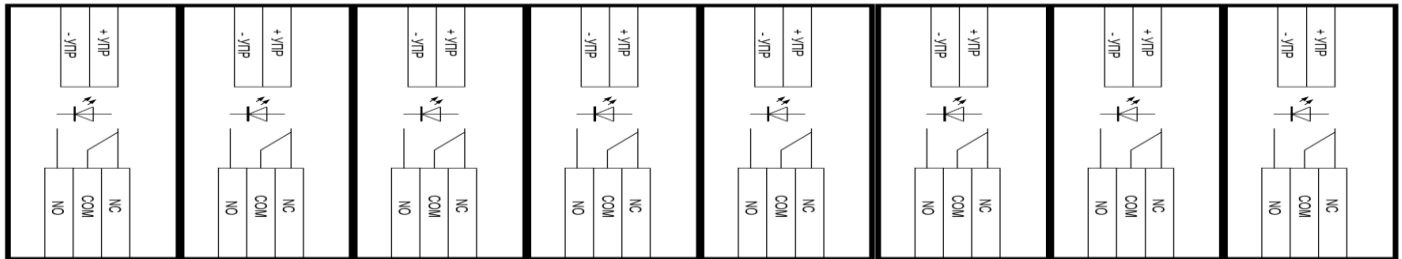 - УПР
+ УПР
NO
COM
NC
- УПР
+ УПР
NO
COM
NC
- УПР
+ УПР
NO
COM
NC
- УПР
+ УПР
NO
COM
NC
- УПР
+ УПР
NO
COM
NC
- УПР
+ УПР
NO
COM
NC
- УПР
+ УПР
NO
COM
NC
- УПР
+ УПР
NO
COM
NC